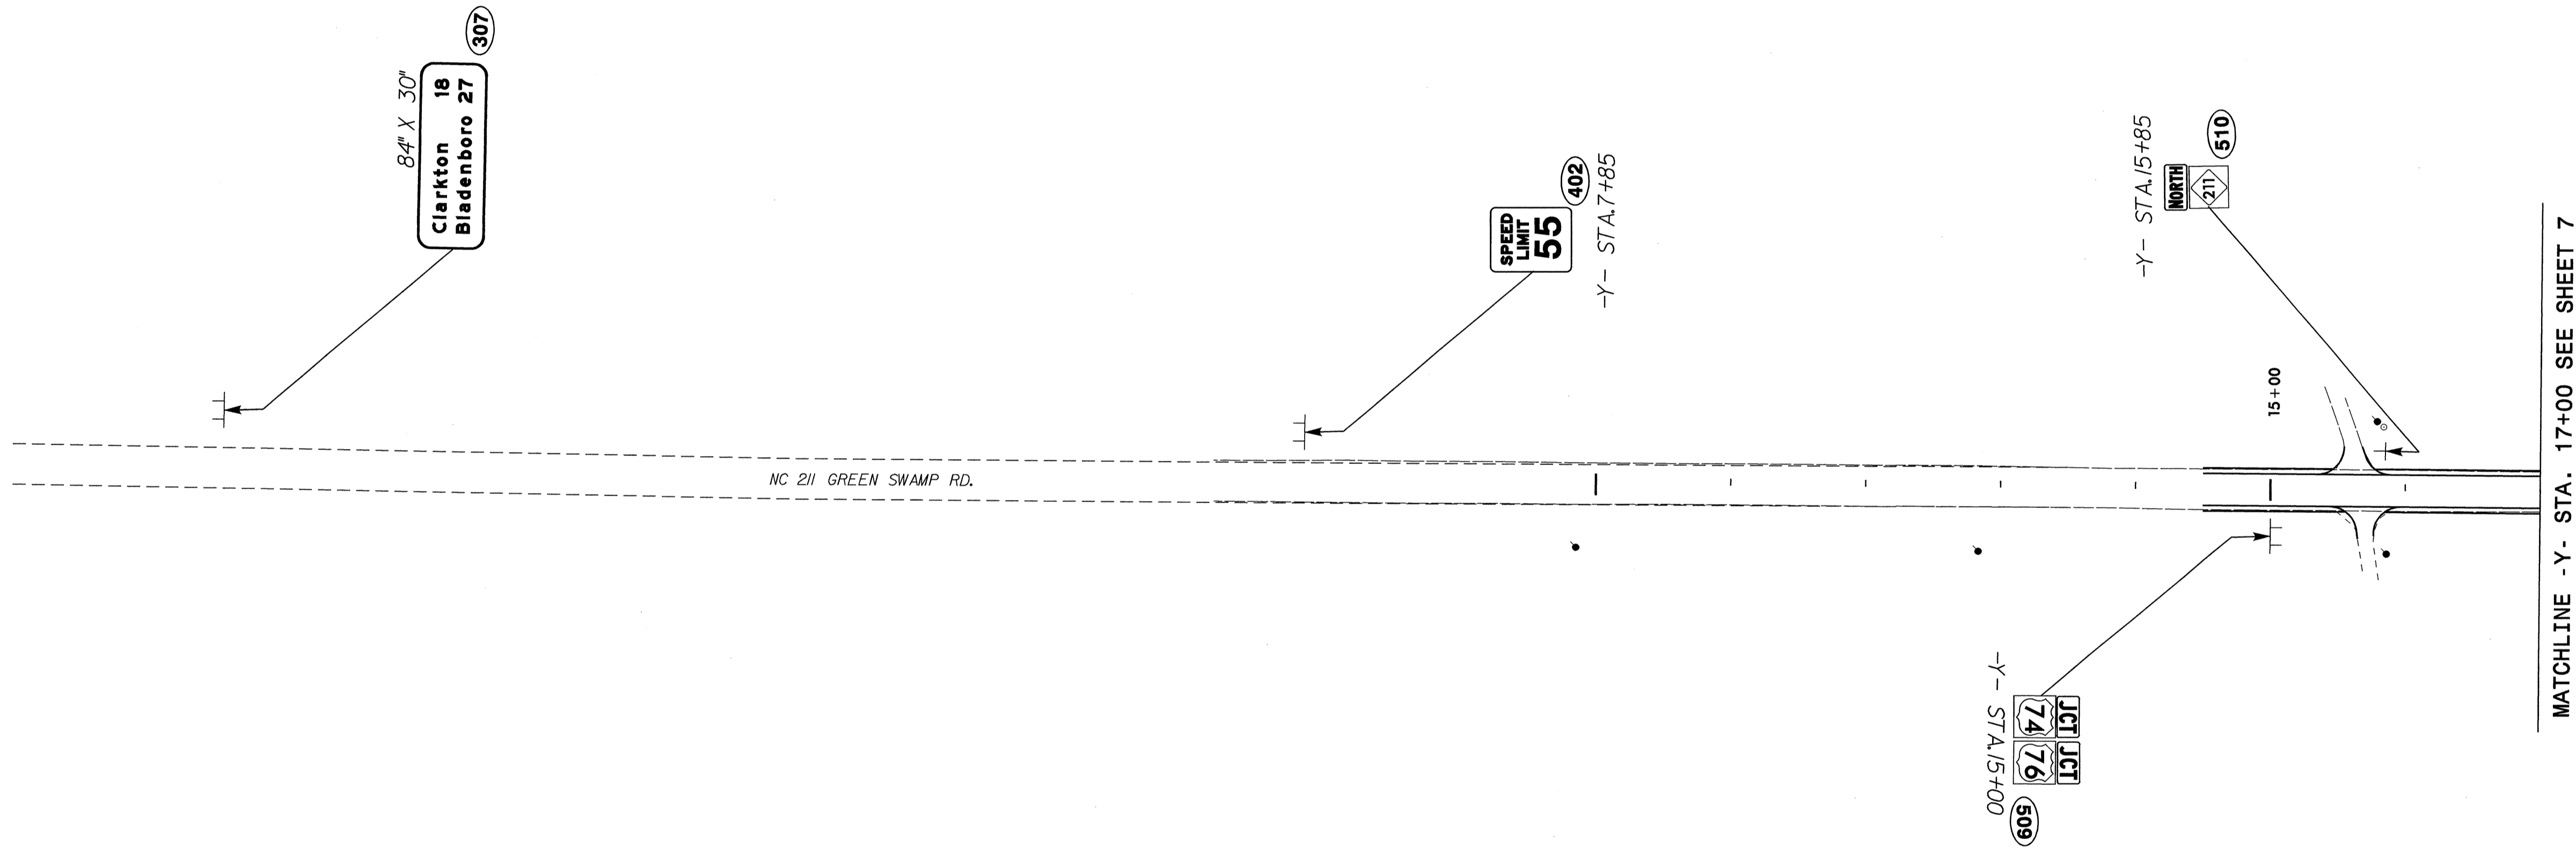 307
84" X 30"
Clarkton 18
Bladenboro 27
402
SPEED
LIMIT
55
-Y- STA.7+85
-Y- STA.15+85
510
NORTH
211
15+00
NC 211 GREEN SWAMP RD.
-Y- STA.15+00
JCT JCT
74 76
509
MATCHLINE -Y- STA. 17+00 SEE SHEET 7